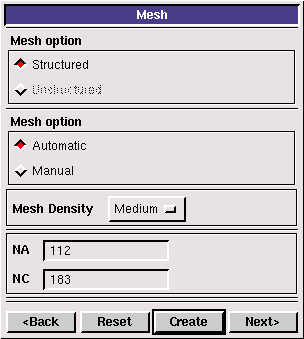 Mesh
Mesh option
Structured
Unstructured
Mesh option
Automatic
Manual
Mesh Density Medium
NA 112
NC 183
<Back Reset Create Next>